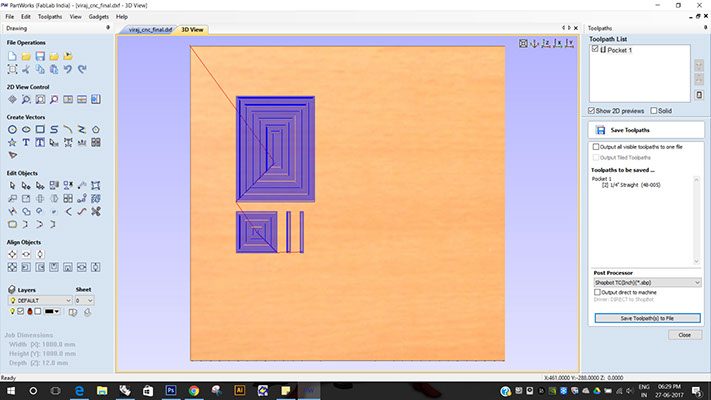 PartWorks (FabLab India) - [viraj_cnc_final.dxf - 3D View]
File Edit Toolpaths View Gadgets Help
Drawing
File Operations
2D View Control
Create Vectors
Edit Objects
Align Objects
Layers Sheet
DEFAULT 0
Job Dimensions
Width (X): 1000.0 mm
Height (Y): 1000.0 mm
Depth (Z): 12.0 mm
Ready
viraj_cnc_final.dxf 3D View
Toolpaths
Toolpath List
Pocket 1
Show 2D previews Solid
Save Toolpaths
Output all visible toolpaths to one file
Output Tiled Toolpaths
Toolpaths to be saved ...
Pocket 1
[2] 1/4" Straight (48-005)
Post Processor
Shopbot TC(Inch)(*.sbp)
Output direct to machine
Driver: DIRECT to ShopBot
Save Toolpath(s) to File
Close
X:461.0000 Y:-288.0000 Z: 0.0000
ENG 06:29 PM
IN 27-06-2017